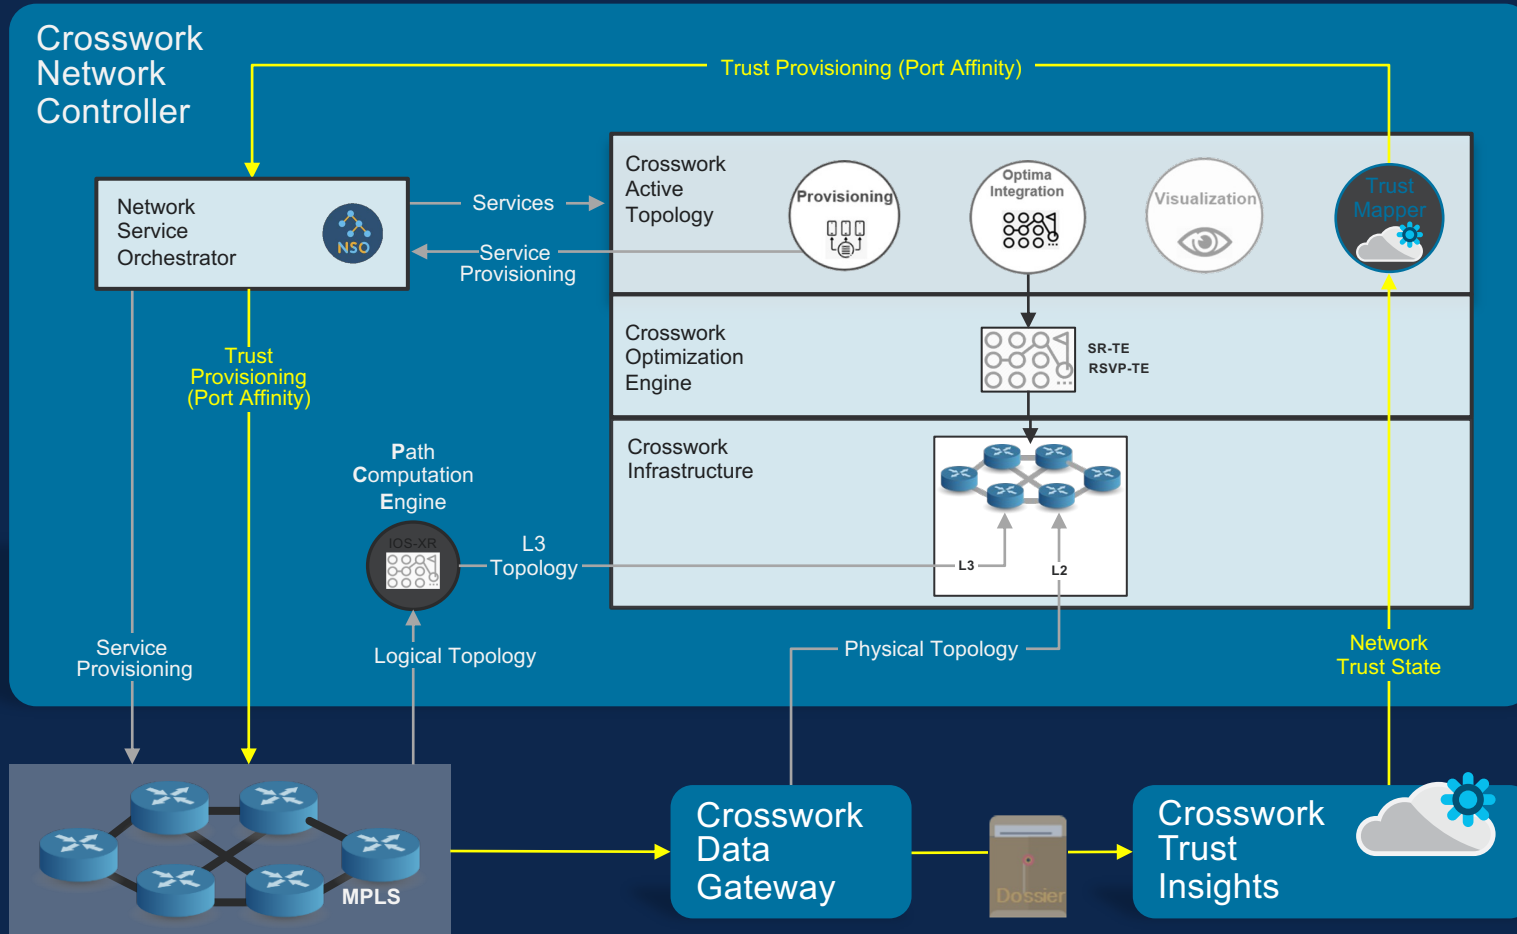 Crosswork
Network
Controller
Trust Provisioning (Port Affinity)
Network
Service
Orchestrator
NSO
Services
Service
Provisioning
Crosswork
Active
Topology
Provisioning
Optima
Integration
Visualization
Trust
Mapper
Crosswork
Optimization
Engine
SR-TE
RSVP-TE
Trust
Provisioning
(Port Affinity)
Path
Computation
Engine
IOS-XR
L3
Topology
Crosswork
Infrastructure
L3
L2
Service
Provisioning
Logical Topology
Physical Topology
Network
Trust State
MPLS
Crosswork
Data
Gateway
Dossier
Crosswork
Trust
Insights